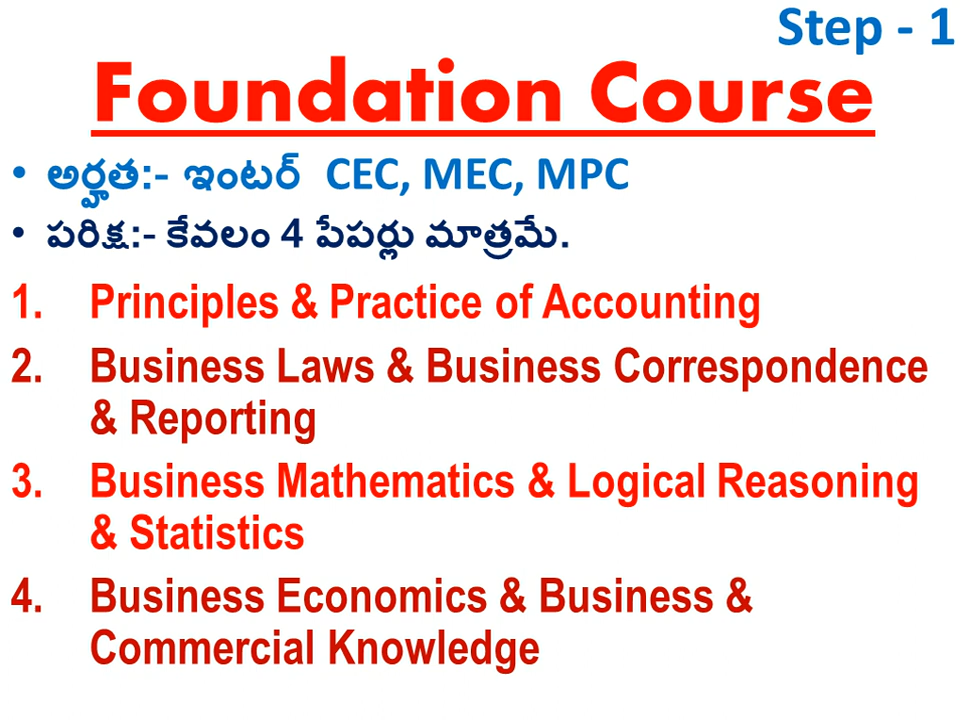 Step - 1
Foundation Course
• అర్హత:- ఇంటర్ CEC, MEC, MPC
• పరిక్ష:- కేవలం 4 పేపర్లు మాత్రమే.
1. Principles & Practice of Accounting
2. Business Laws & Business Correspondence
& Reporting
3. Business Mathematics & Logical Reasoning
& Statistics
4. Business Economics & Business &
Commercial Knowledge